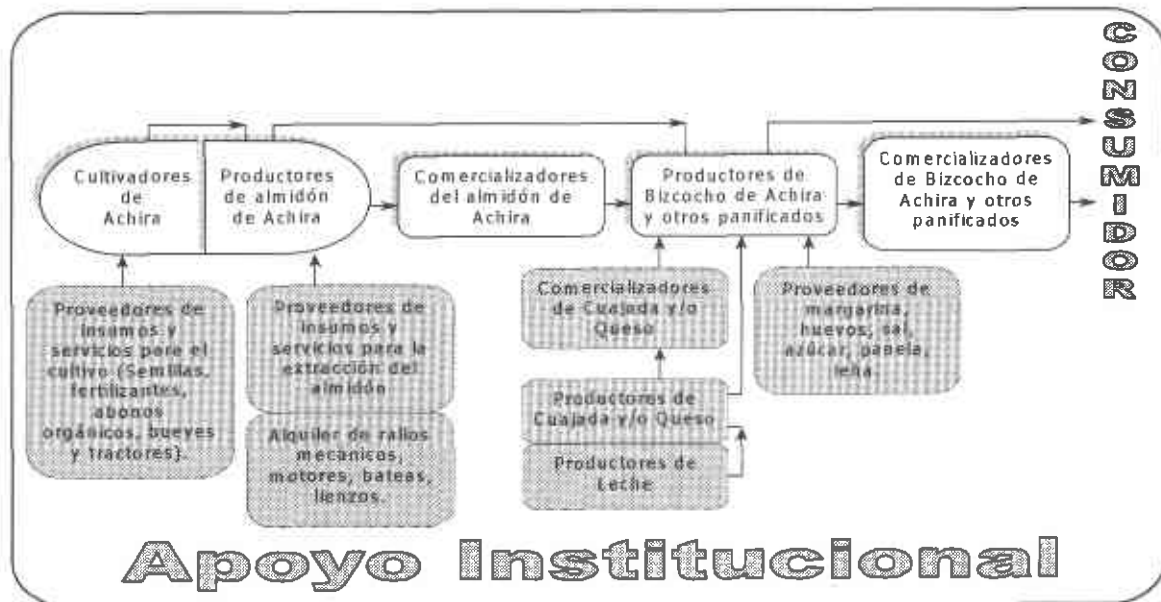 CONSUMIDOR
Cultivadores
de
Achira
Productores
de almidón
de Achira
Comercializadores
del almidón de
Achira
Productores de
Bizcocho de Achira
y otros panificados
Comercializadores
de Bizcocho de
Achira y otros
panificados
Proveedores de
insumos y
servicios para el
cultivo (Semillas,
fertilizantes,
abonos
orgánicos, bueyes
y tractores).
Proveedores de
insumos y
servicios para la
extracción del
almidón
Alquiler de rallos
mecánicos,
motores, bateas,
lienzos.
Comercializadores
de Cuajada y/o
Queso
Productores de
Cuajada y/o Queso
Productores de
Leche
Proveedores de
margarina,
huevos, sal,
azúcar, panela,
leña
Apoyo Institucional